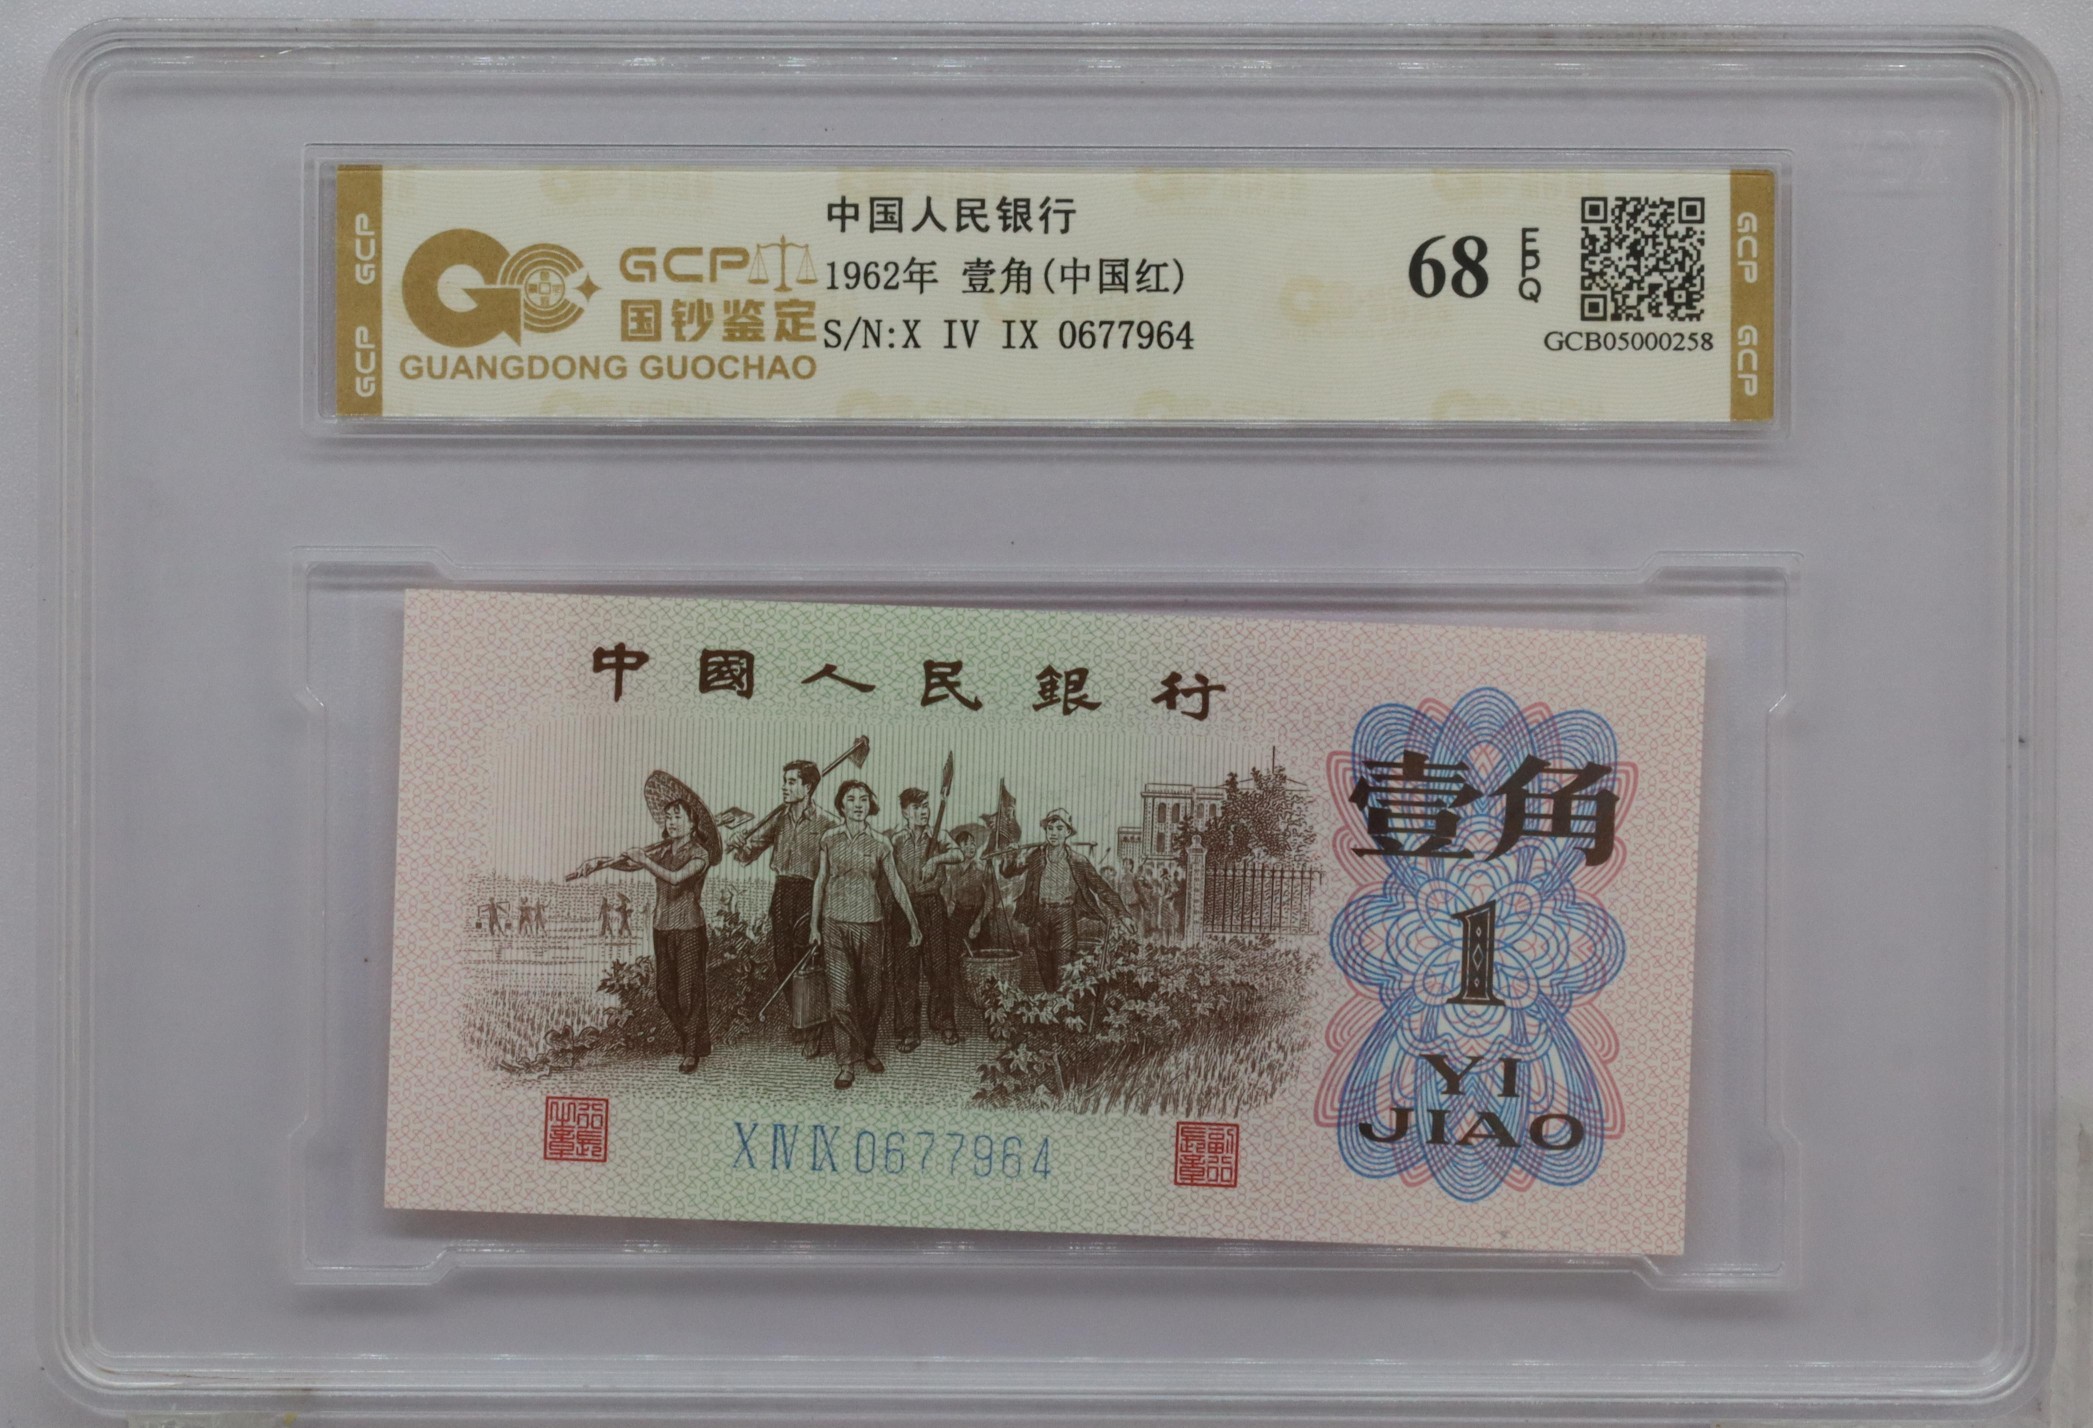 GCP GCP
GCP
国钞鉴定
GUANGDONG GUOCHAO
中国人民银行
1962年 壹角(中国红)
S/N:X IV IX 0677964
68 EPQ
GCB05000258
GCP GCP
中國人民銀行
壹角
1
YI
JIAO
X IV IX 0677964